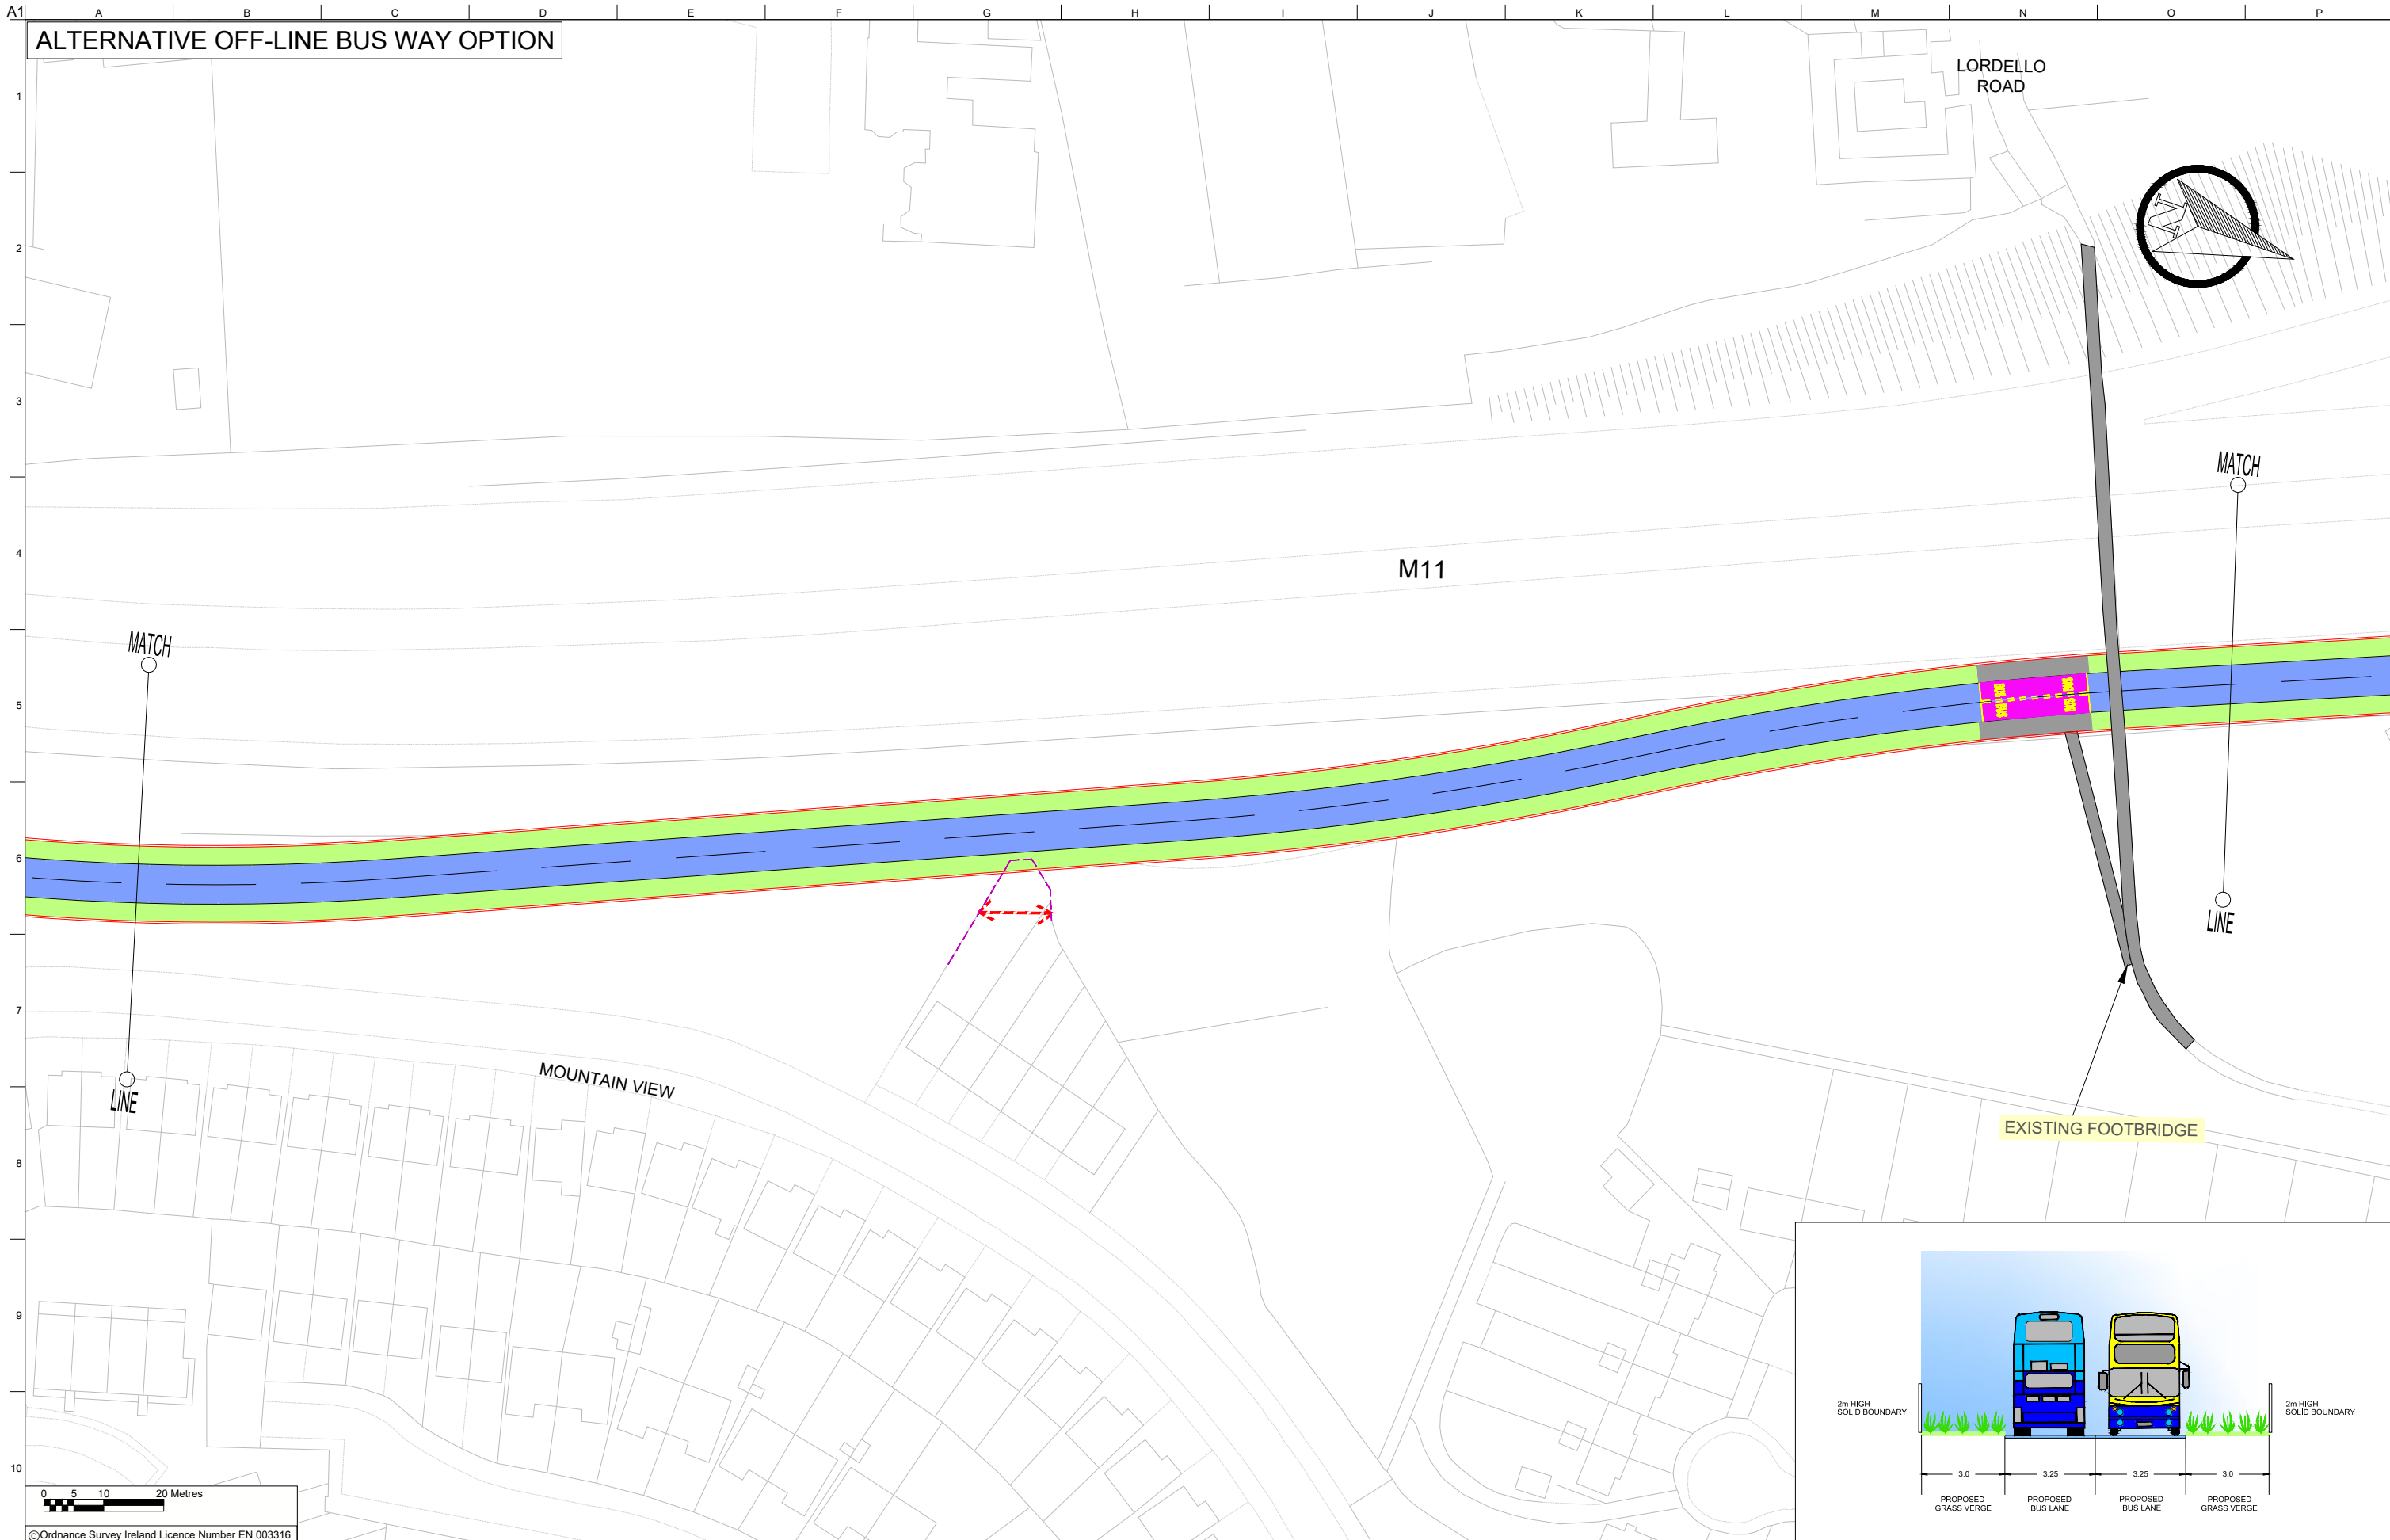 A1
A B C D E F G H I J K L M N O P
ALTERNATIVE OFF-LINE BUS WAY OPTION
LORDELLO
ROAD
1
N
2
3
MATCH
4
M11
MATCH
5
6
LINE
7
MOUNTAIN VIEW
LINE
EXISTING FOOTBRIDGE
8
9
2m HIGH
SOLID BOUNDARY
2m HIGH
SOLID BOUNDARY
10
3.0 3.25 3.25 3.0
0 5 10 20 Metres
PROPOSED
GRASS VERGE
PROPOSED
BUS LANE
PROPOSED
BUS LANE
PROPOSED
GRASS VERGE
©Ordnance Survey Ireland Licence Number EN 003316